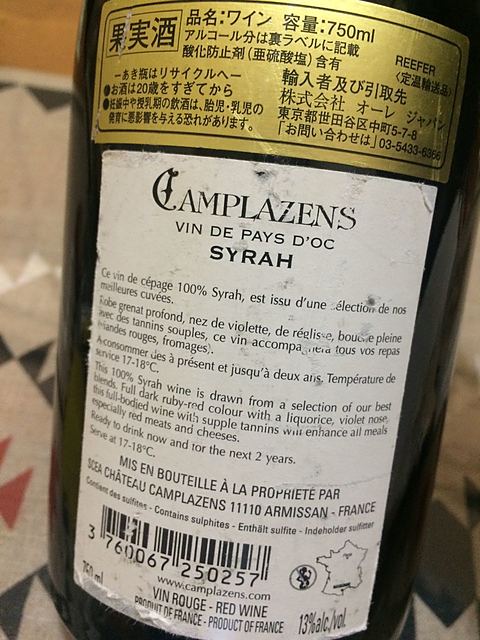 果実酒
品名:ワイン 容量:750ml
アルコール分は裏ラベルに記載
酸化防止剤(亜硫酸塩)含有
REEFER
〈定温輸送品〉
―あき瓶はリサイクルへ―
●お酒は20歳をすぎてから
●妊娠中や授乳期の飲酒は、胎児・乳児の
発育に悪影響を与える恐れがあります。
輸入者及び引取先
株式会社 オーレ ジャパン
東京都世田谷区中町5-7-8
「お問い合わせは」03-5433-6366
CAMPLAZENS
VIN DE PAYS D'OC
SYRAH
Ce vin de cépage 100% Syrah, est issu d'une sélection de nos
meilleures cuvées.
Robe grenat profond, nez de violette, de réglisse, bouche pleine
avec des tannins souples, ce vin accompagnera tous vos repas
(viandes rouges, fromages).
A consommer dès à présent et jusqu'à deux ans. Température de
service 17-18°C.
This 100% Syrah wine is drawn from a selection of our best
blends. Full dark ruby-red colour with a liquorice, violet nose,
this full-bodied wine with supple tannins will enhance all meals
especially red meats and cheeses.
Ready to drink now and for the next 2 years.
Serve at 17-18°C.
MIS EN BOUTEILLE À LA PROPRIÉTÉ PAR
SCEA CHÂTEAU CAMPLAZENS 11110 ARMISSAN - FRANCE
Contient des sulfites - Contains sulphites - Enthält sulfite - Indeholder sulfitter
3 760067 250257
750 ml
www.camplazens.com
VIN ROUGE - RED WINE
PRODUIT DE FRANCE - PRODUCT OF FRANCE
13%alc./vol.